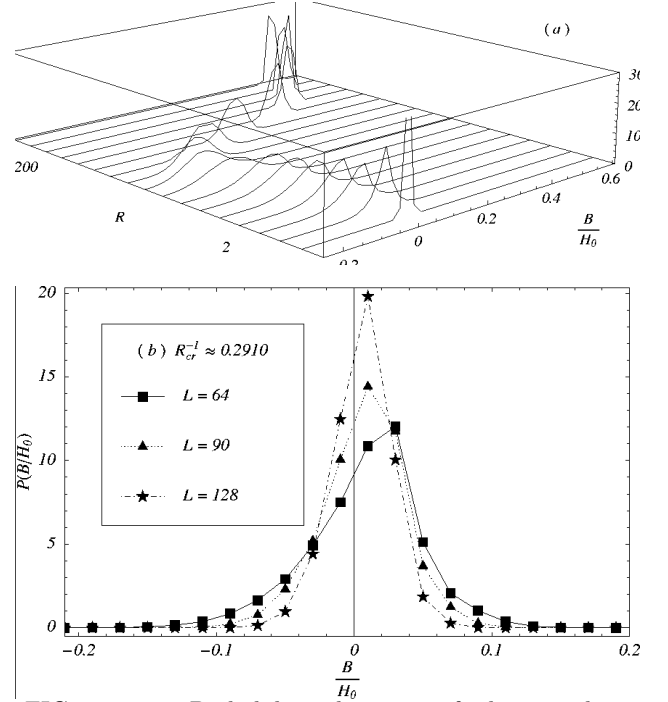 (a)
30
20
10
0
0.6
0.4
0.2
0
200
R
2
B
H₀
20
(b) R_cr^{-1} ≈ 0.2910
L = 64
L = 90
L = 128
15
10
5
0
P(B/H₀)
−0.2 −0.1 0 0.1 0.2
B
H₀